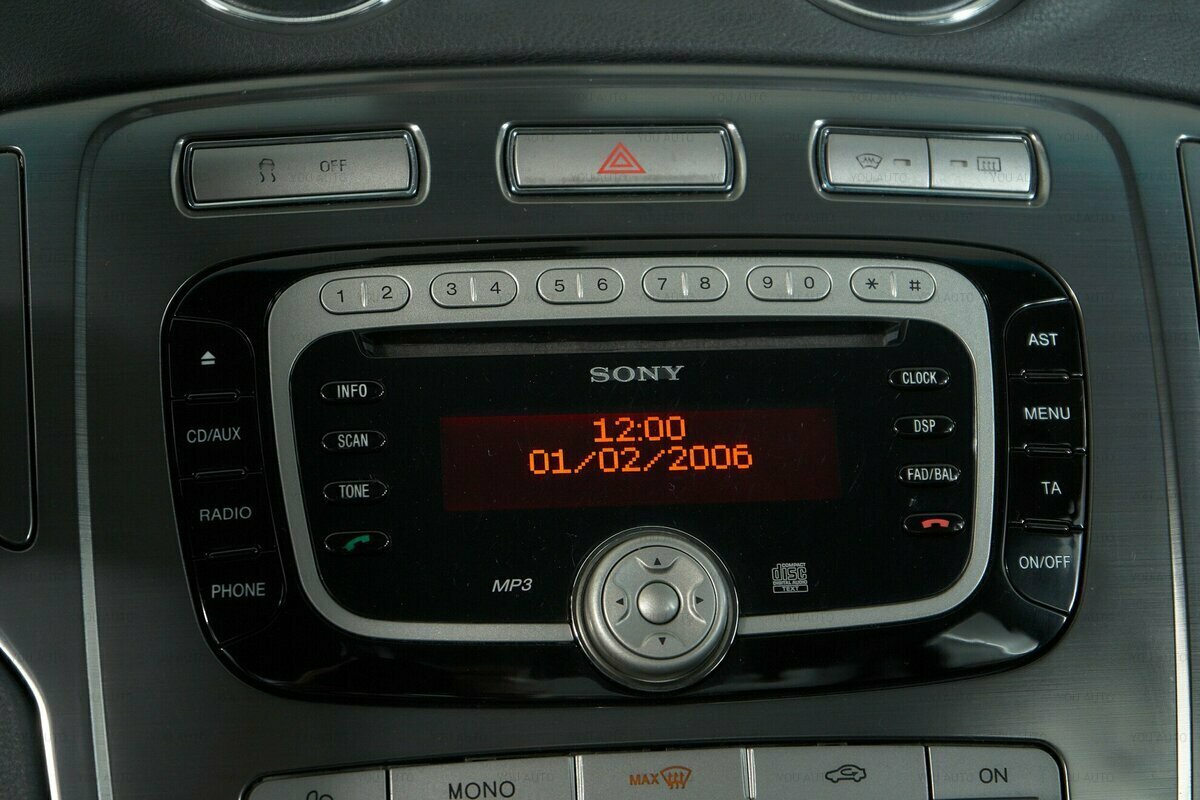 OFF
1 2 3 4 5 6 7 8 9 0 * #
SONY
INFO
CLOCK
AST
CD/AUX
SCAN
12:00
DSP
MENU
01/02/2006
TONE
FAD/BAL
TA
RADIO
PHONE
MP3
COMPACT
disc
DIGITAL AUDIO
TEXT
ON/OFF
MONO
MAX
ON
YOU AUTO